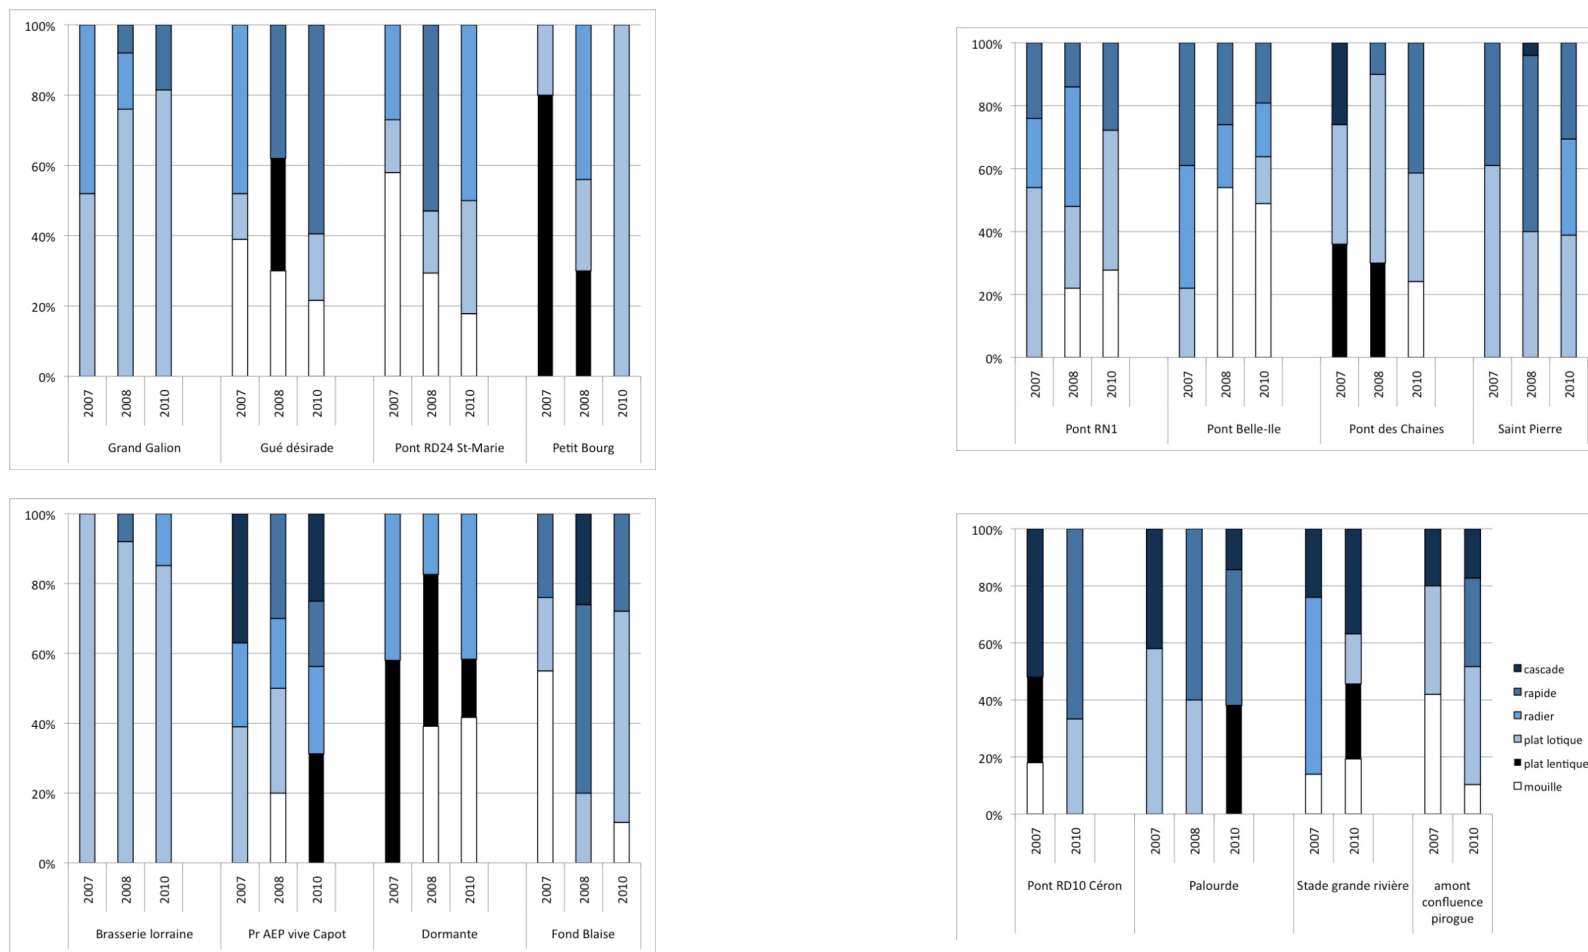 100%
80%
60%
40%
20%
0%
2007 2008 2010 2007 2008 2010 2007 2008 2010 2007 2008 2010
Grand Galion Gué désirade Pont RD24 St-Marie Petit Bourg
100%
80%
60%
40%
20%
0%
2007 2008 2010 2007 2008 2010 2007 2008 2010 2007 2008 2010
Pont RN1 Pont Belle-Ile Pont des Chaines Saint Pierre
100%
80%
60%
40%
20%
0%
2007 2008 2010 2007 2008 2010 2007 2008 2010 2007 2008 2010
Brasserie lorraine Pr AEP vive Capot Dormante Fond Blaise
100%
80%
60%
40%
20%
0%
2007 2010 2007 2008 2010 2007 2010 2007 2010
Pont RD10 Céron Palourde Stade grande rivière amont
confluence
pirogue
cascade
rapide
radier
plat lotique
plat lentique
mouille